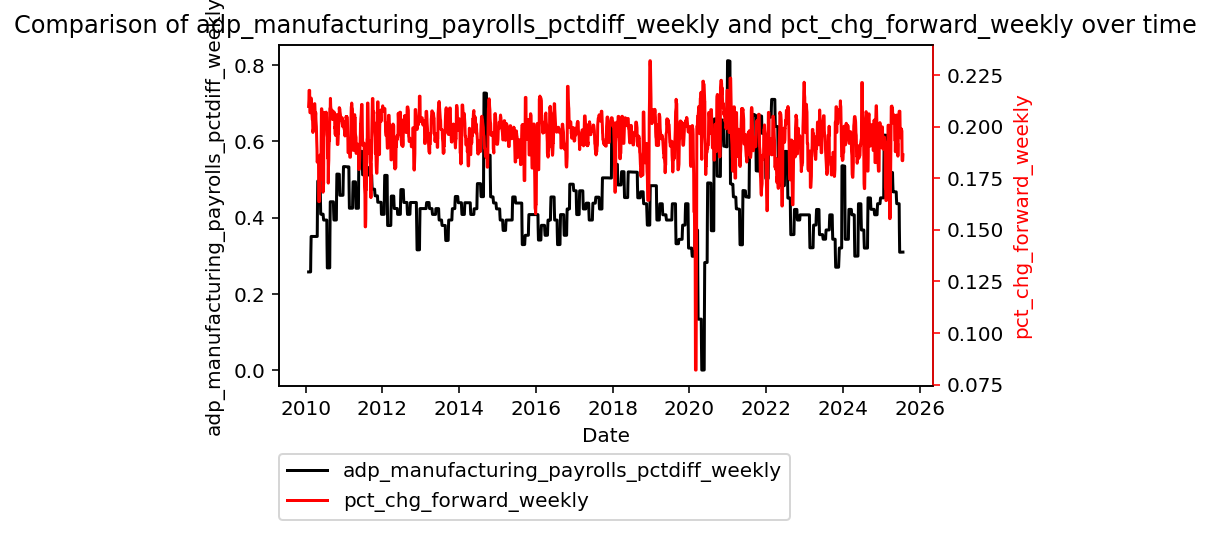 Comparison of adp_manufacturing_payrolls_pctdiff_weekly and pct_chg_forward_weekly over time
adp_manufacturing_payrolls_pctdiff_weekly
0.8
0.6
0.4
0.2
0.0
0.225
0.200
0.175
0.150
0.125
0.100
0.075
pct_chg_forward_weekly
2010 2012 2014 2016 2018 2020 2022 2024 2026
Date
adp_manufacturing_payrolls_pctdiff_weekly
pct_chg_forward_weekly